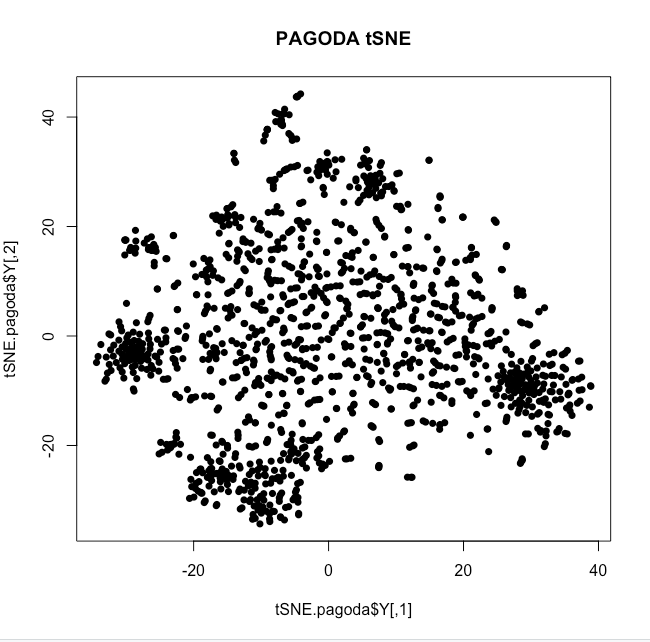 PAGODA tSNE
tSNE.pagoda$Y[,2]
40
20
0
-20
-20 0 20 40
tSNE.pagoda$Y[,1]